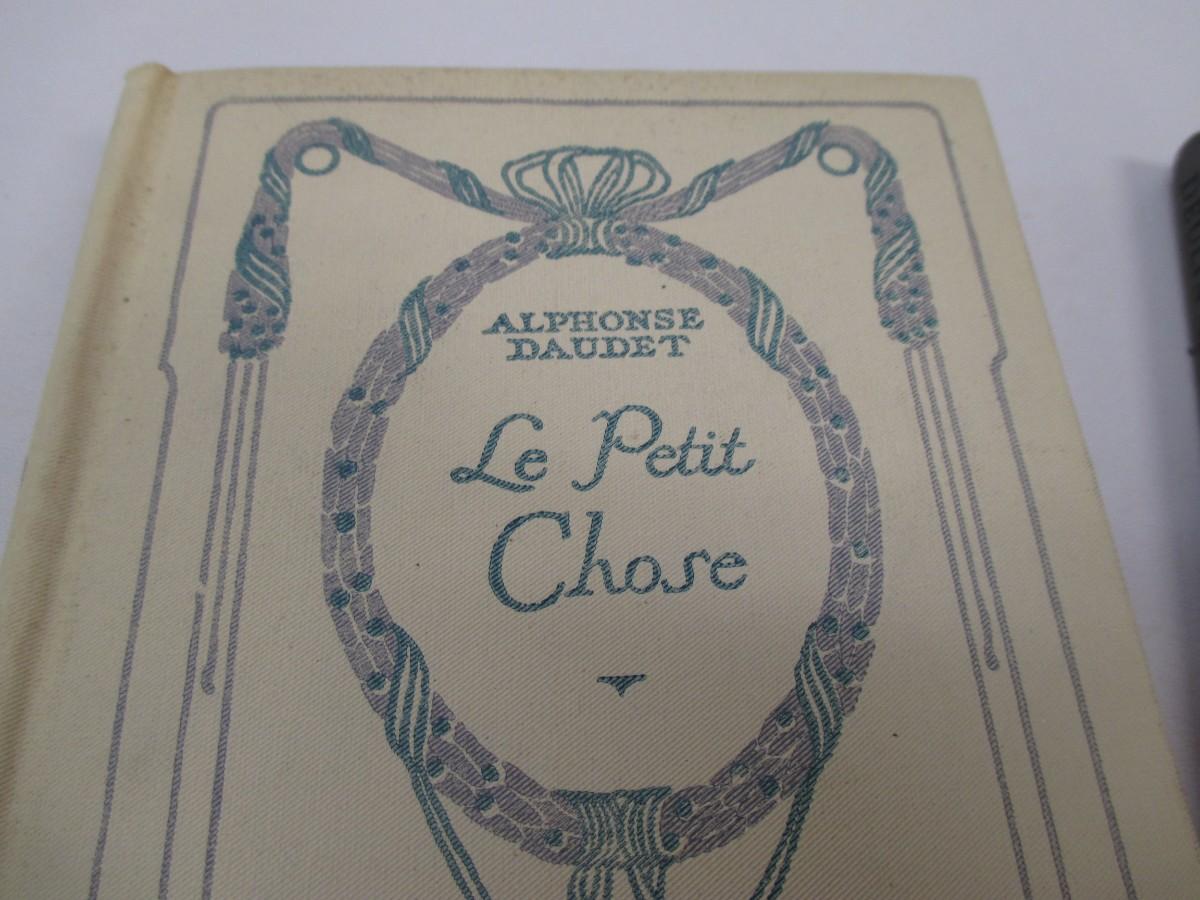 ALPHONSE
DAUDET
Le Petit
Chose